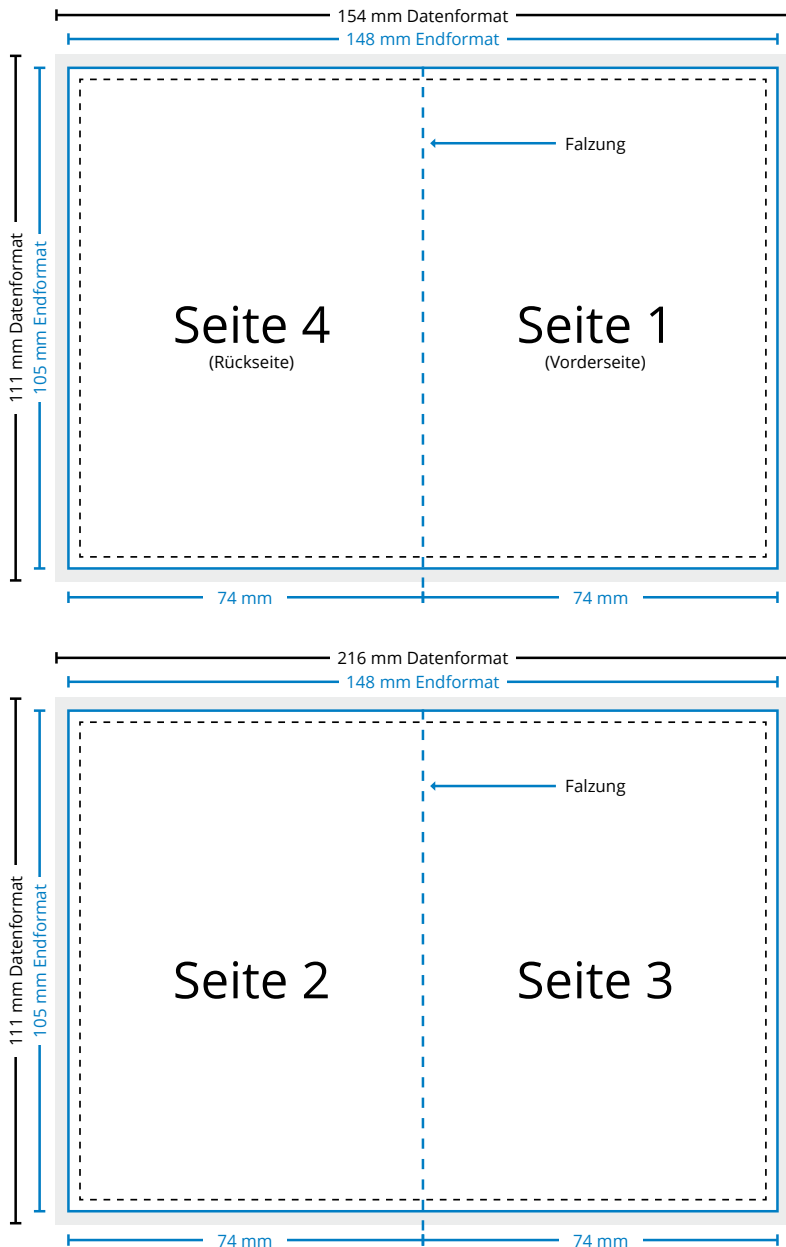 154 mm Datenformat
148 mm Endformat
111 mm Datenformat
105 mm Endformat
Falzung
Seite 4
(Rückseite)
Seite 1
(Vorderseite)
74 mm
74 mm
216 mm Datenformat
148 mm Endformat
111 mm Datenformat
105 mm Endformat
Falzung
Seite 2
Seite 3
74 mm
74 mm